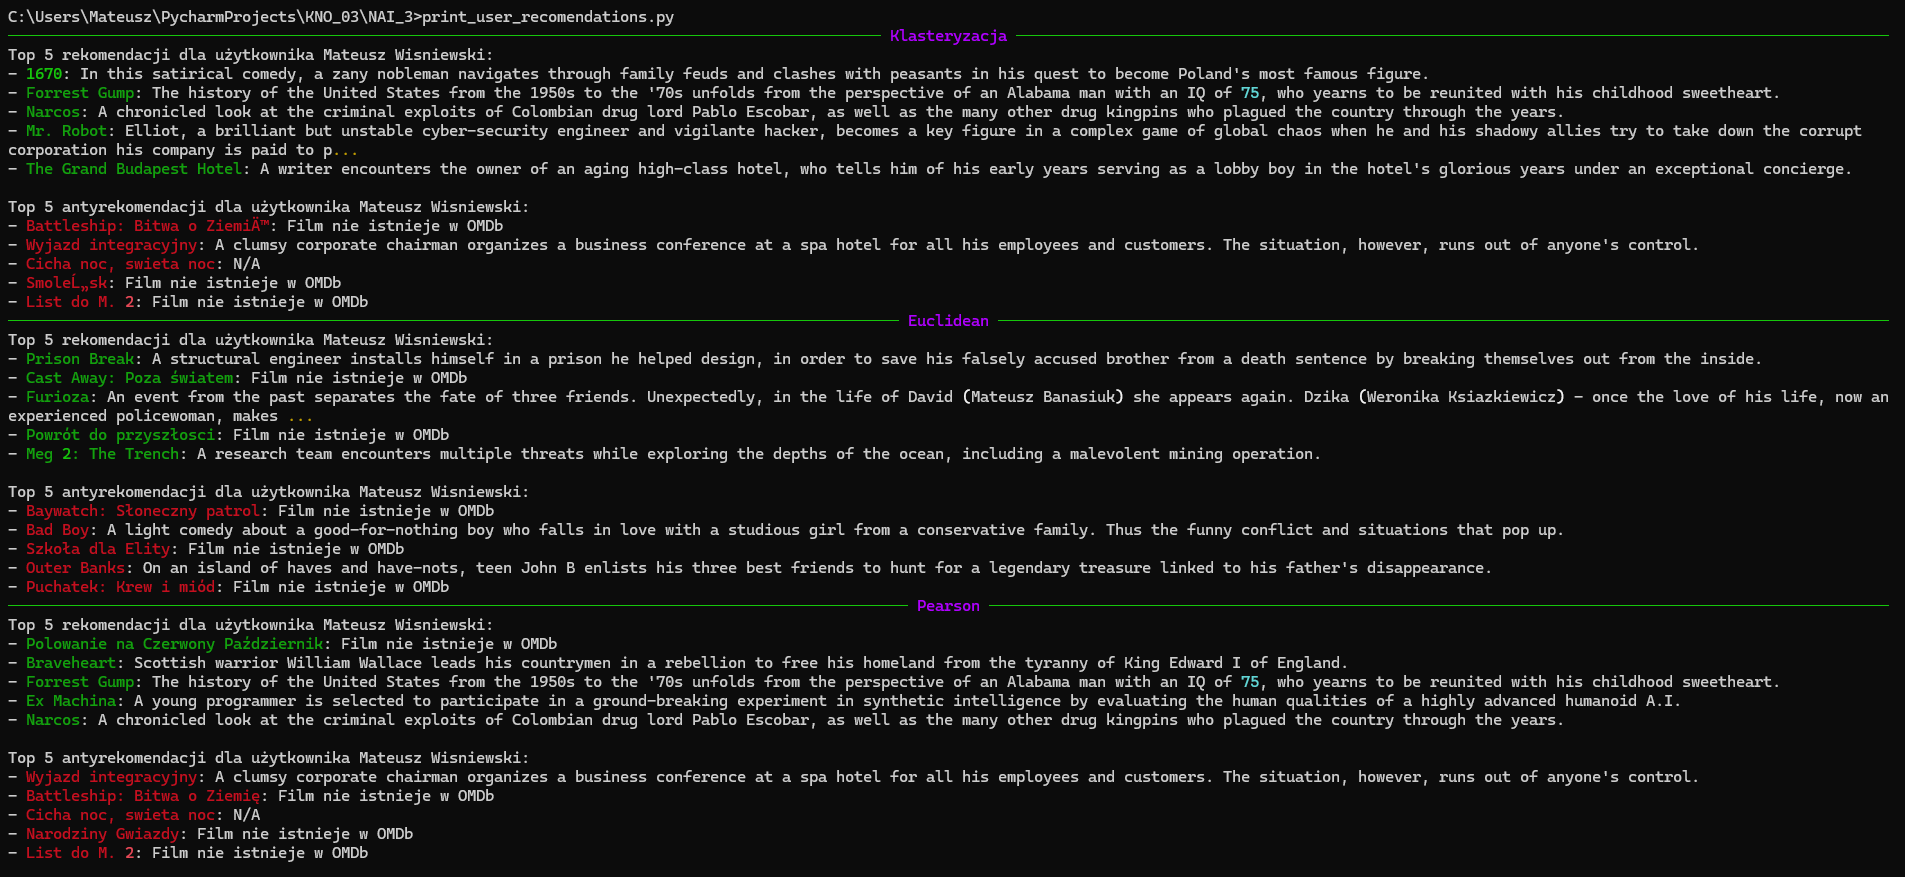 C:\Users\Mateusz\PycharmProjects\KNO_03\NAI_3>print_user_recomendations.py
Klasteryzacja
Top 5 rekomendacji dla użytkownika Mateusz Wisniewski:
- 1670: In this satirical comedy, a zany nobleman navigates through family feuds and clashes with peasants in his quest to become Poland's most famous figure.
- Forrest Gump: The history of the United States from the 1950s to the '70s unfolds from the perspective of an Alabama man with an IQ of 75, who yearns to be reunited with his childhood sweetheart.
- Narcos: A chronicled look at the criminal exploits of Colombian drug lord Pablo Escobar, as well as the many other drug kingpins who plagued the country through the years.
- Mr. Robot: Elliot, a brilliant but unstable cyber-security engineer and vigilante hacker, becomes a key figure in a complex game of global chaos when he and his shadowy allies try to take down the corrupt
corporation his company is paid to p...
- The Grand Budapest Hotel: A writer encounters the owner of an aging high-class hotel, who tells him of his early years serving as a lobby boy in the hotel's glorious years under an exceptional concierge.
Top 5 antyrekomendacji dla użytkownika Mateusz Wisniewski:
- Battleship: Bitwa o ZiemiÄ™: Film nie istnieje w OMDb
- Wyjazd integracyjny: A clumsy corporate chairman organizes a business conference at a spa hotel for all his employees and customers. The situation, however, runs out of anyone's control.
- Cicha noc, swieta noc: N/A
- SmoleĹ„sk: Film nie istnieje w OMDb
- List do M. 2: Film nie istnieje w OMDb
Euclidean
Top 5 rekomendacji dla użytkownika Mateusz Wisniewski:
- Prison Break: A structural engineer installs himself in a prison he helped design, in order to save his falsely accused brother from a death sentence by breaking themselves out from the inside.
- Cast Away: Poza światem: Film nie istnieje w OMDb
- Furioza: An event from the past separates the fate of three friends. Unexpectedly, in the life of David (Mateusz Banasiuk) she appears again. Dzika (Weronika Ksiazkiewicz) - once the love of his life, now an
experienced policewoman, makes ...
- Powrót do przyszłosci: Film nie istnieje w OMDb
- Meg 2: The Trench: A research team encounters multiple threats while exploring the depths of the ocean, including a malevolent mining operation.
Top 5 antyrekomendacji dla użytkownika Mateusz Wisniewski:
- Baywatch: Słoneczny patrol: Film nie istnieje w OMDb
- Bad Boy: A light comedy about a good-for-nothing boy who falls in love with a studious girl from a conservative family. Thus the funny conflict and situations that pop up.
- Szkoła dla Elity: Film nie istnieje w OMDb
- Outer Banks: On an island of haves and have-nots, teen John B enlists his three best friends to hunt for a legendary treasure linked to his father's disappearance.
- Puchatek: Krew i miód: Film nie istnieje w OMDb
Pearson
Top 5 rekomendacji dla użytkownika Mateusz Wisniewski:
- Polowanie na Czerwony Październik: Film nie istnieje w OMDb
- Braveheart: Scottish warrior William Wallace leads his countrymen in a rebellion to free his homeland from the tyranny of King Edward I of England.
- Forrest Gump: The history of the United States from the 1950s to the '70s unfolds from the perspective of an Alabama man with an IQ of 75, who yearns to be reunited with his childhood sweetheart.
- Ex Machina: A young programmer is selected to participate in a ground-breaking experiment in synthetic intelligence by evaluating the human qualities of a highly advanced humanoid A.I.
- Narcos: A chronicled look at the criminal exploits of Colombian drug lord Pablo Escobar, as well as the many other drug kingpins who plagued the country through the years.
Top 5 antyrekomendacji dla użytkownika Mateusz Wisniewski:
- Wyjazd integracyjny: A clumsy corporate chairman organizes a business conference at a spa hotel for all his employees and customers. The situation, however, runs out of anyone's control.
- Battleship: Bitwa o Ziemię: Film nie istnieje w OMDb
- Cicha noc, swieta noc: N/A
- Narodziny Gwiazdy: Film nie istnieje w OMDb
- List do M. 2: Film nie istnieje w OMDb